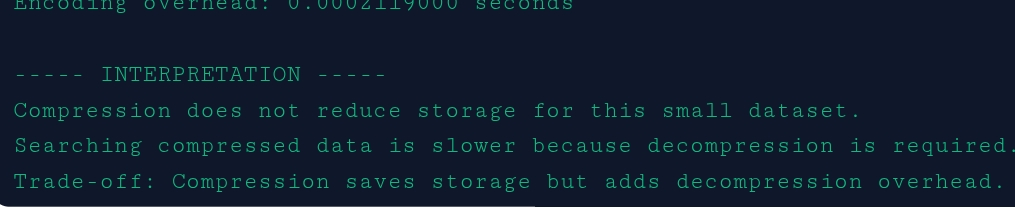 Encoding overhead: 0.0002119000 seconds
----- INTERPRETATION -----
Compression does not reduce storage for this small dataset.
Searching compressed data is slower because decompression is required.
Trade-off: Compression saves storage but adds decompression overhead.